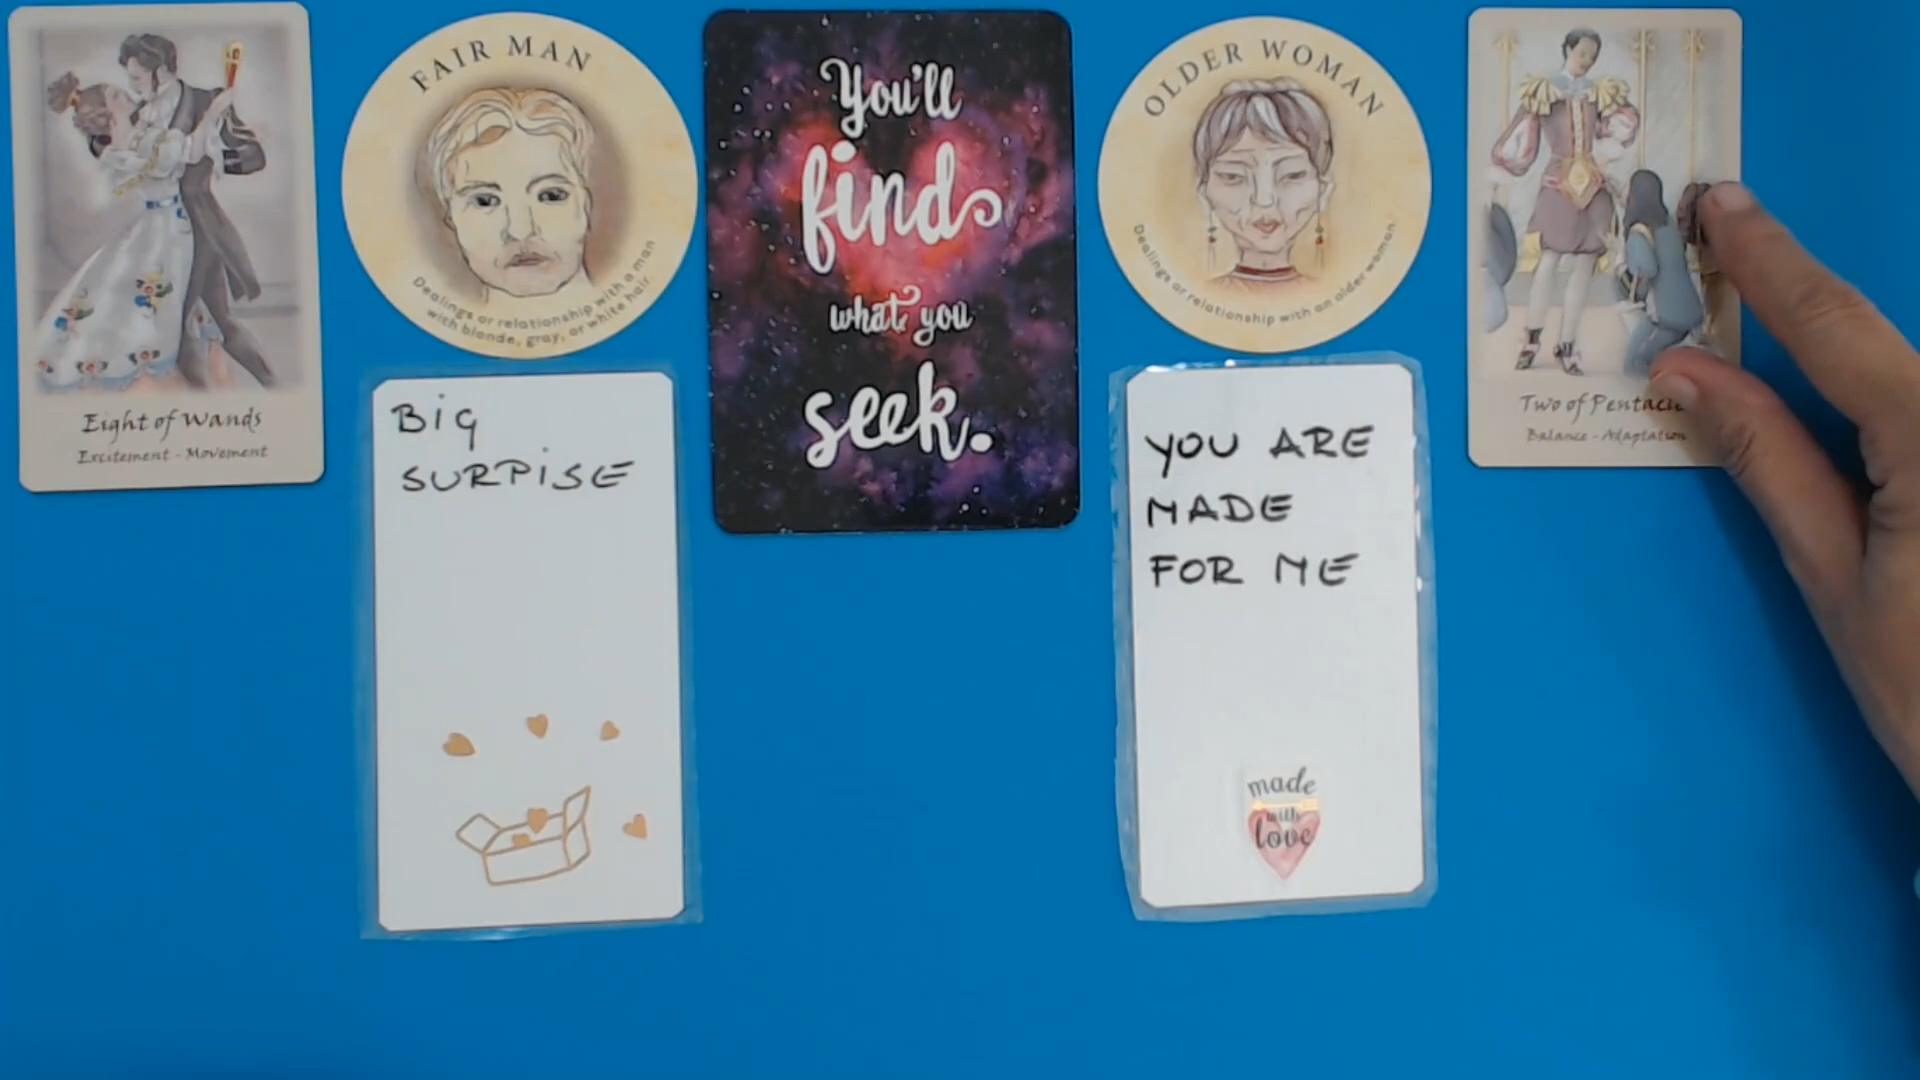 Eight of Wands
Excitement - Movement
FAIR MAN
Dealings or relationship with a man
with blonde, gray, or white hair.
BIG
SURPISE
You'll
find
what you
seek.
OLDER WOMAN
Dealings or relationship with an older woman.
YOU ARE
MADE
FOR ME
made
with
love
Two of
Balance - Adaptation